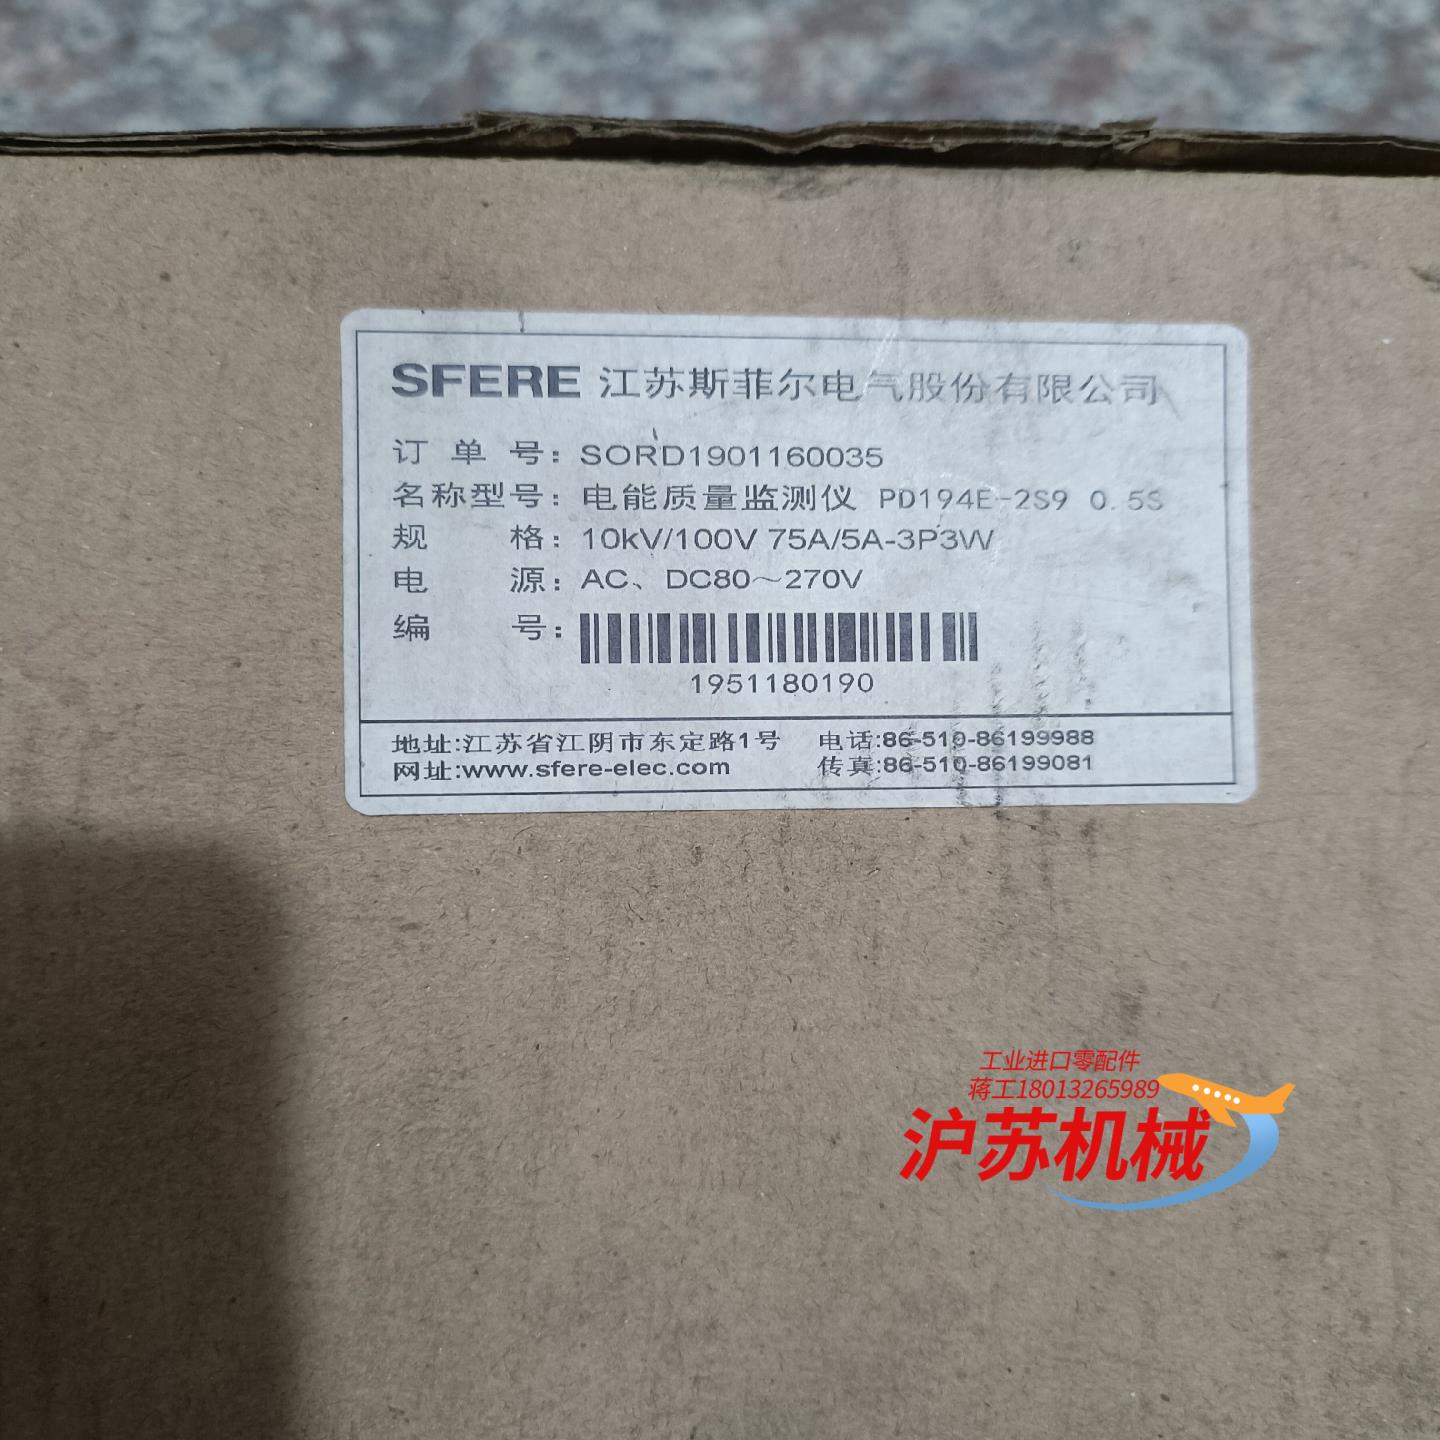 SFERE 江苏斯菲尔电气股份有限公司
订单号：SORD1901160035
名称型号：电能质量监测仪 PD194E-2S9 0.5S
规格：10kV/100V 75A/5A-3P3W
电源：AC、DC80～270V
编号：
1951180190
地址:江苏省江阴市东定路1号 电话:86-510-86199988
网址:www.sfere-elec.com 传真:86-510-86199081
工业进口零配件
蒋工18013265989
沪苏机械